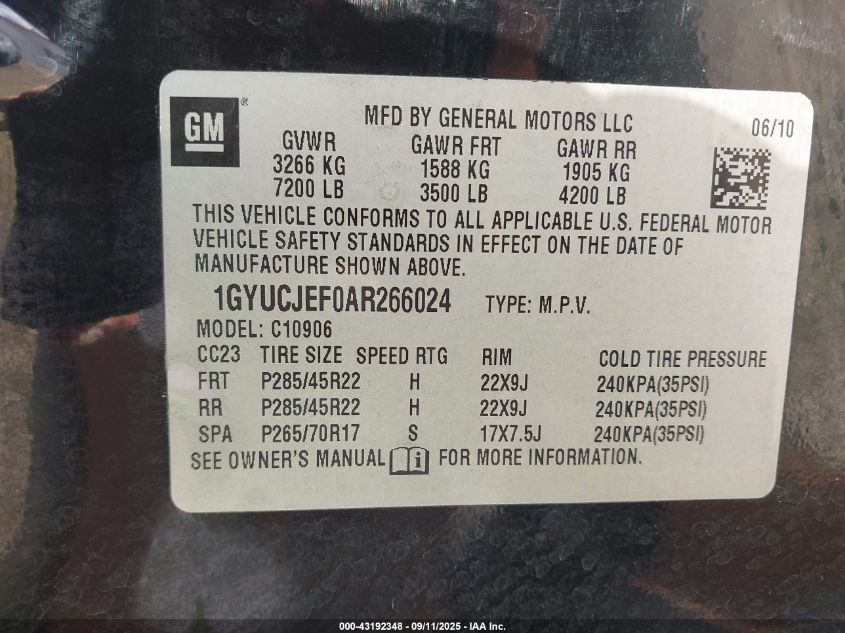 GM ® MFD BY GENERAL MOTORS LLC 06/10
GVWR GAWR FRT GAWR RR
3266 KG 1588 KG 1905 KG
7200 LB 3500 LB 4200 LB
THIS VEHICLE CONFORMS TO ALL APPLICABLE U.S. FEDERAL MOTOR
VEHICLE SAFETY STANDARDS IN EFFECT ON THE DATE OF
MANUFACTURE SHOWN ABOVE.
1GYUCJEF0AR266024 TYPE: M.P.V.
MODEL: C10906
CC23 TIRE SIZE SPEED RTG RIM COLD TIRE PRESSURE
FRT P285/45R22 H 22X9J 240KPA(35PSI)
RR P285/45R22 H 22X9J 240KPA(35PSI)
SPA P265/70R17 S 17X7.5J 240KPA(35PSI)
SEE OWNER'S MANUAL i FOR MORE INFORMATION.
000-43192348 - 09/11/2025 - IAA Inc.